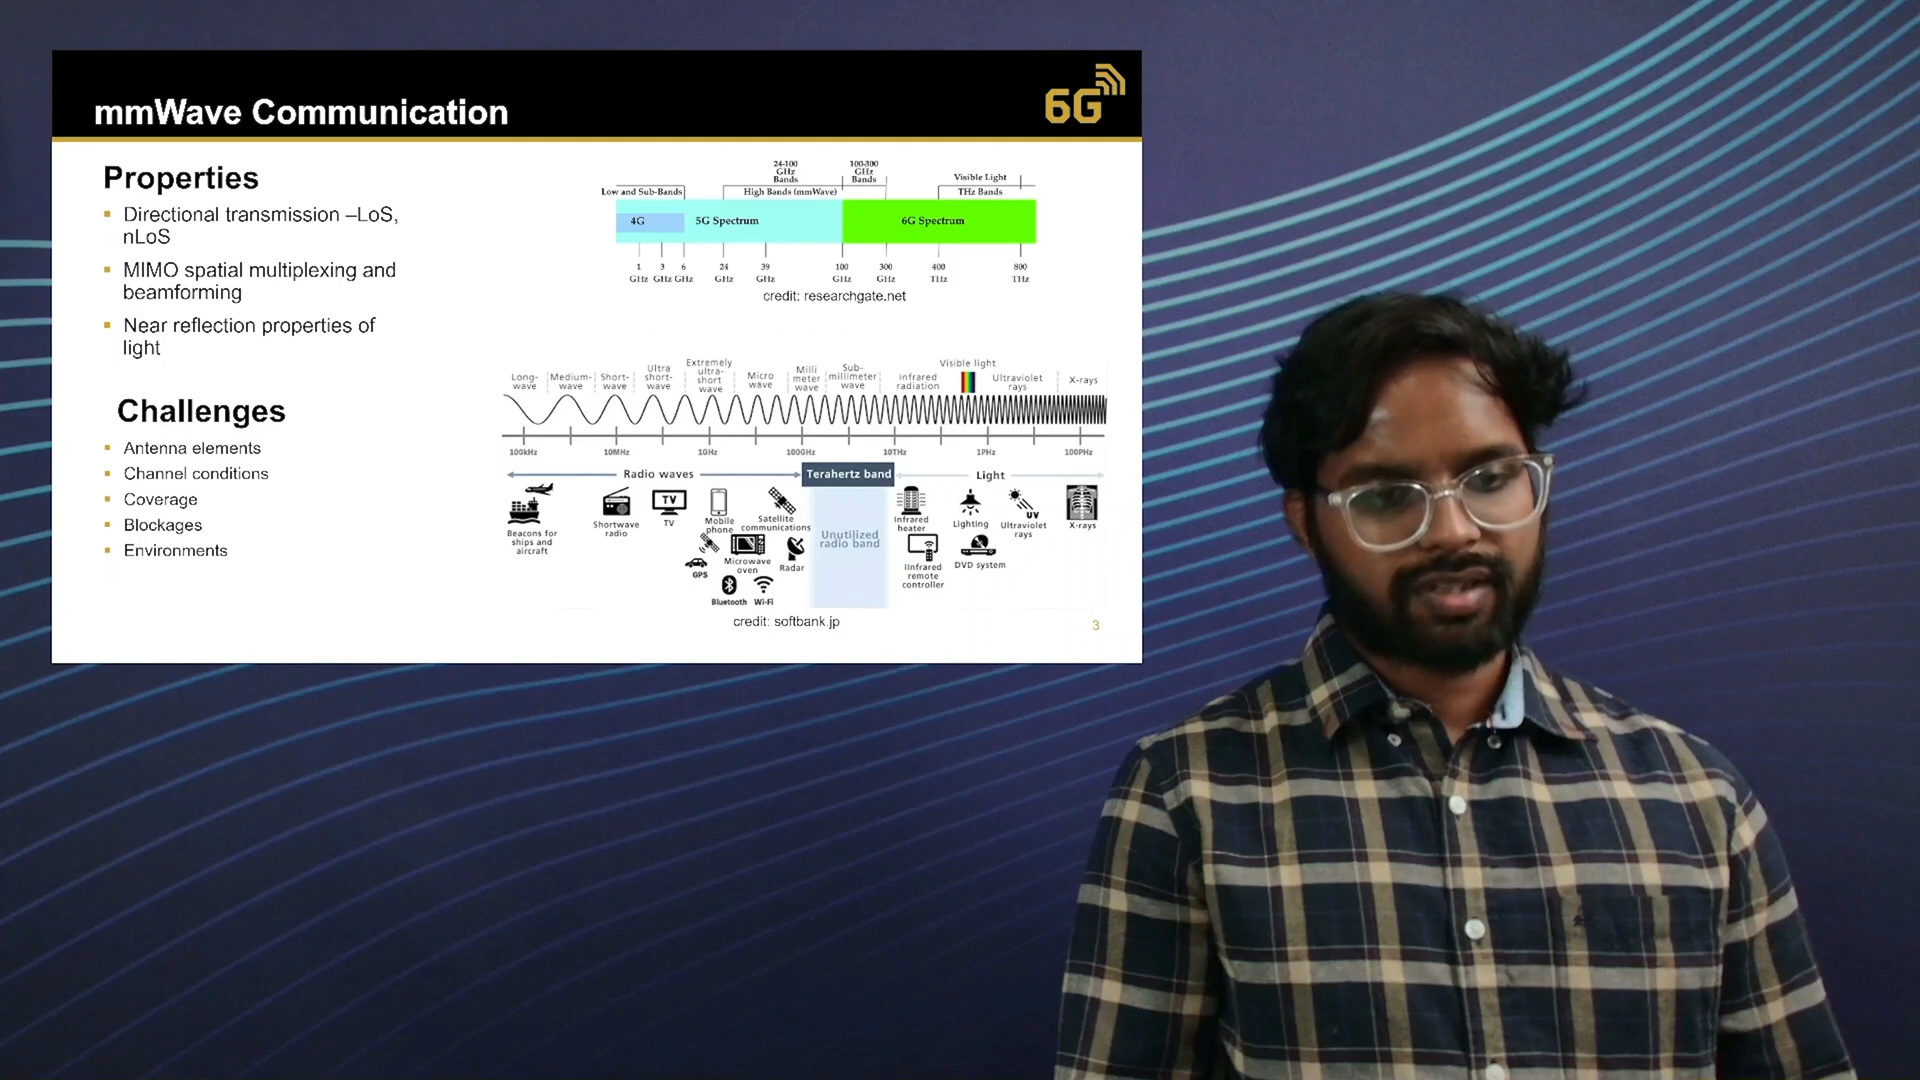 mmWave Communication
6G
Properties
Directional transmission –LoS,
nLoS
MIMO spatial multiplexing and
beamforming
Near reflection properties of
light
Challenges
Antenna elements
Channel conditions
Coverage
Blockages
Environments
24-100
GHz
Bands
100-300
GHz
Bands
Visible Light
Low and Sub-Bands
High Bands (mmWave)
THz Bands
4G
5G Spectrum
6G Spectrum
1 3 6 24 39 100 300 400 800
GHz GHz GHz GHz GHz GHz GHz THz THz
credit: researchgate.net
Long-
wave
Medium-
wave
Short-
wave
Ultra
short-
wave
Extremely
ultra-
short
wave
Micro
wave
Milli
meter
wave
Sub-
millimeter
wave
Infrared
radiation
Visible light
Ultraviolet
rays
X-rays
100kHz 10MHz 1GHz 100GHz 10THz 1PHz 100PHz
Radio waves
Terahertz band
Light
Beacons for
ships and
aircraft
Shortwave
radio
TV
TV
Mobile
phone
Satellite
communications
GPS
Microwave
oven
Radar
Bluetooth
Wi-Fi
Unutilized
radio band
Infrared
heater
Lighting
UV
Ultraviolet
rays
X-rays
IInfrared
remote
controller
DVD system
credit: softbank.jp
3